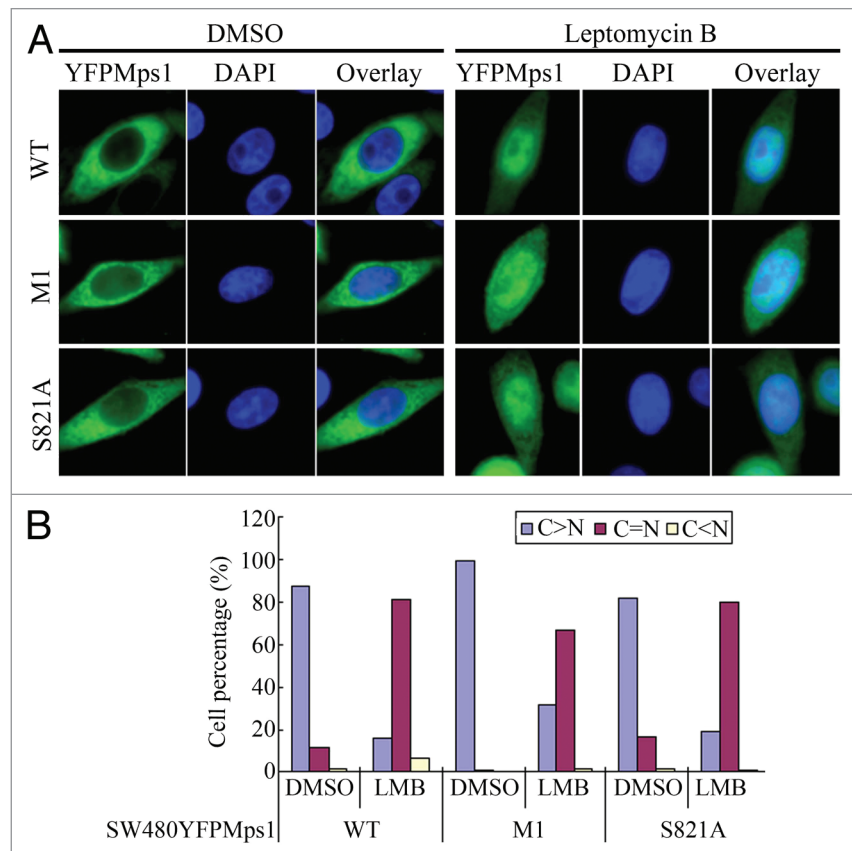 A
DMSO Leptomycin B
YFPMps1 DAPI Overlay YFPMps1 DAPI Overlay
WT
M1
S821A
B
120
100
80
60
40
20
0
Cell percentage (%)
C>N C=N C<N
DMSO LMB DMSO LMB DMSO LMB
SW480YFPMps1 WT M1 S821A